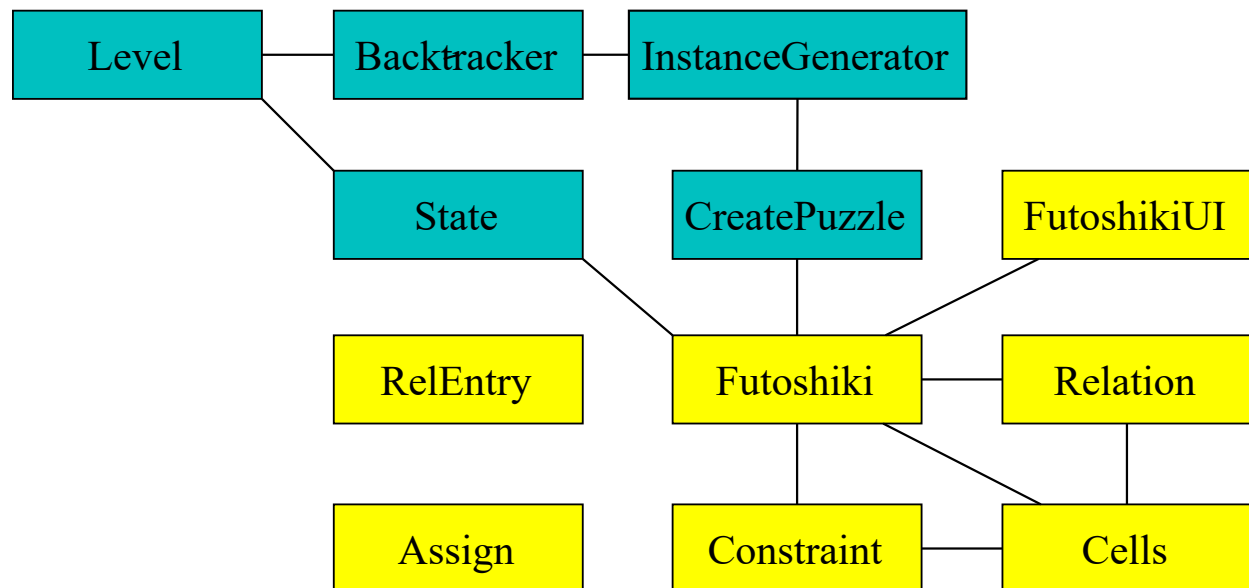 Level
Backtracker
InstanceGenerator
State
CreatePuzzle
FutoshikiUI
RelEntry
Futoshiki
Relation
Assign
Constraint
Cells